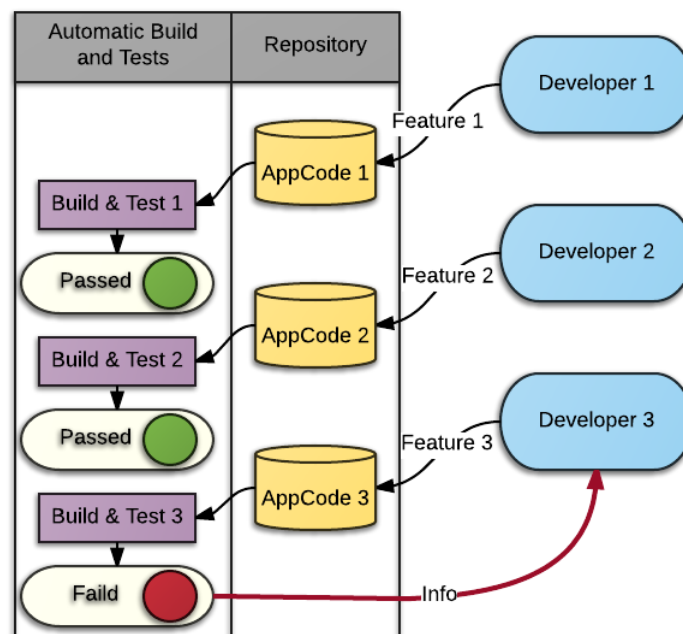 Automatic Build
and Tests
Repository
Developer 1
Feature 1
AppCode 1
Build & Test 1
Passed
Developer 2
Feature 2
AppCode 2
Build & Test 2
Passed
Developer 3
Feature 3
AppCode 3
Build & Test 3
Faild
Info